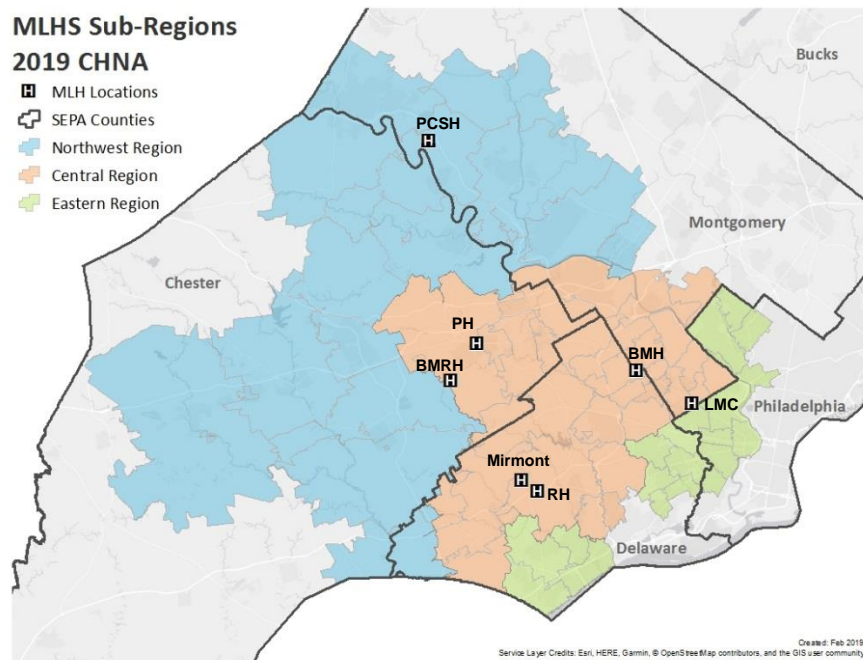 MLHS Sub-Regions
2019 CHNA
MLH Locations
SEPA Counties
Northwest Region
Central Region
Eastern Region
Bucks
PCSH
Montgomery
Chester
PH
BMRH
BMH
LMC
Philadelphia
Mirmont
RH
Delaware
Created: Feb 2019
Service Layer Credits: Esri, HERE, Garmin, © OpenStreetMap contributors, and the GIS user community